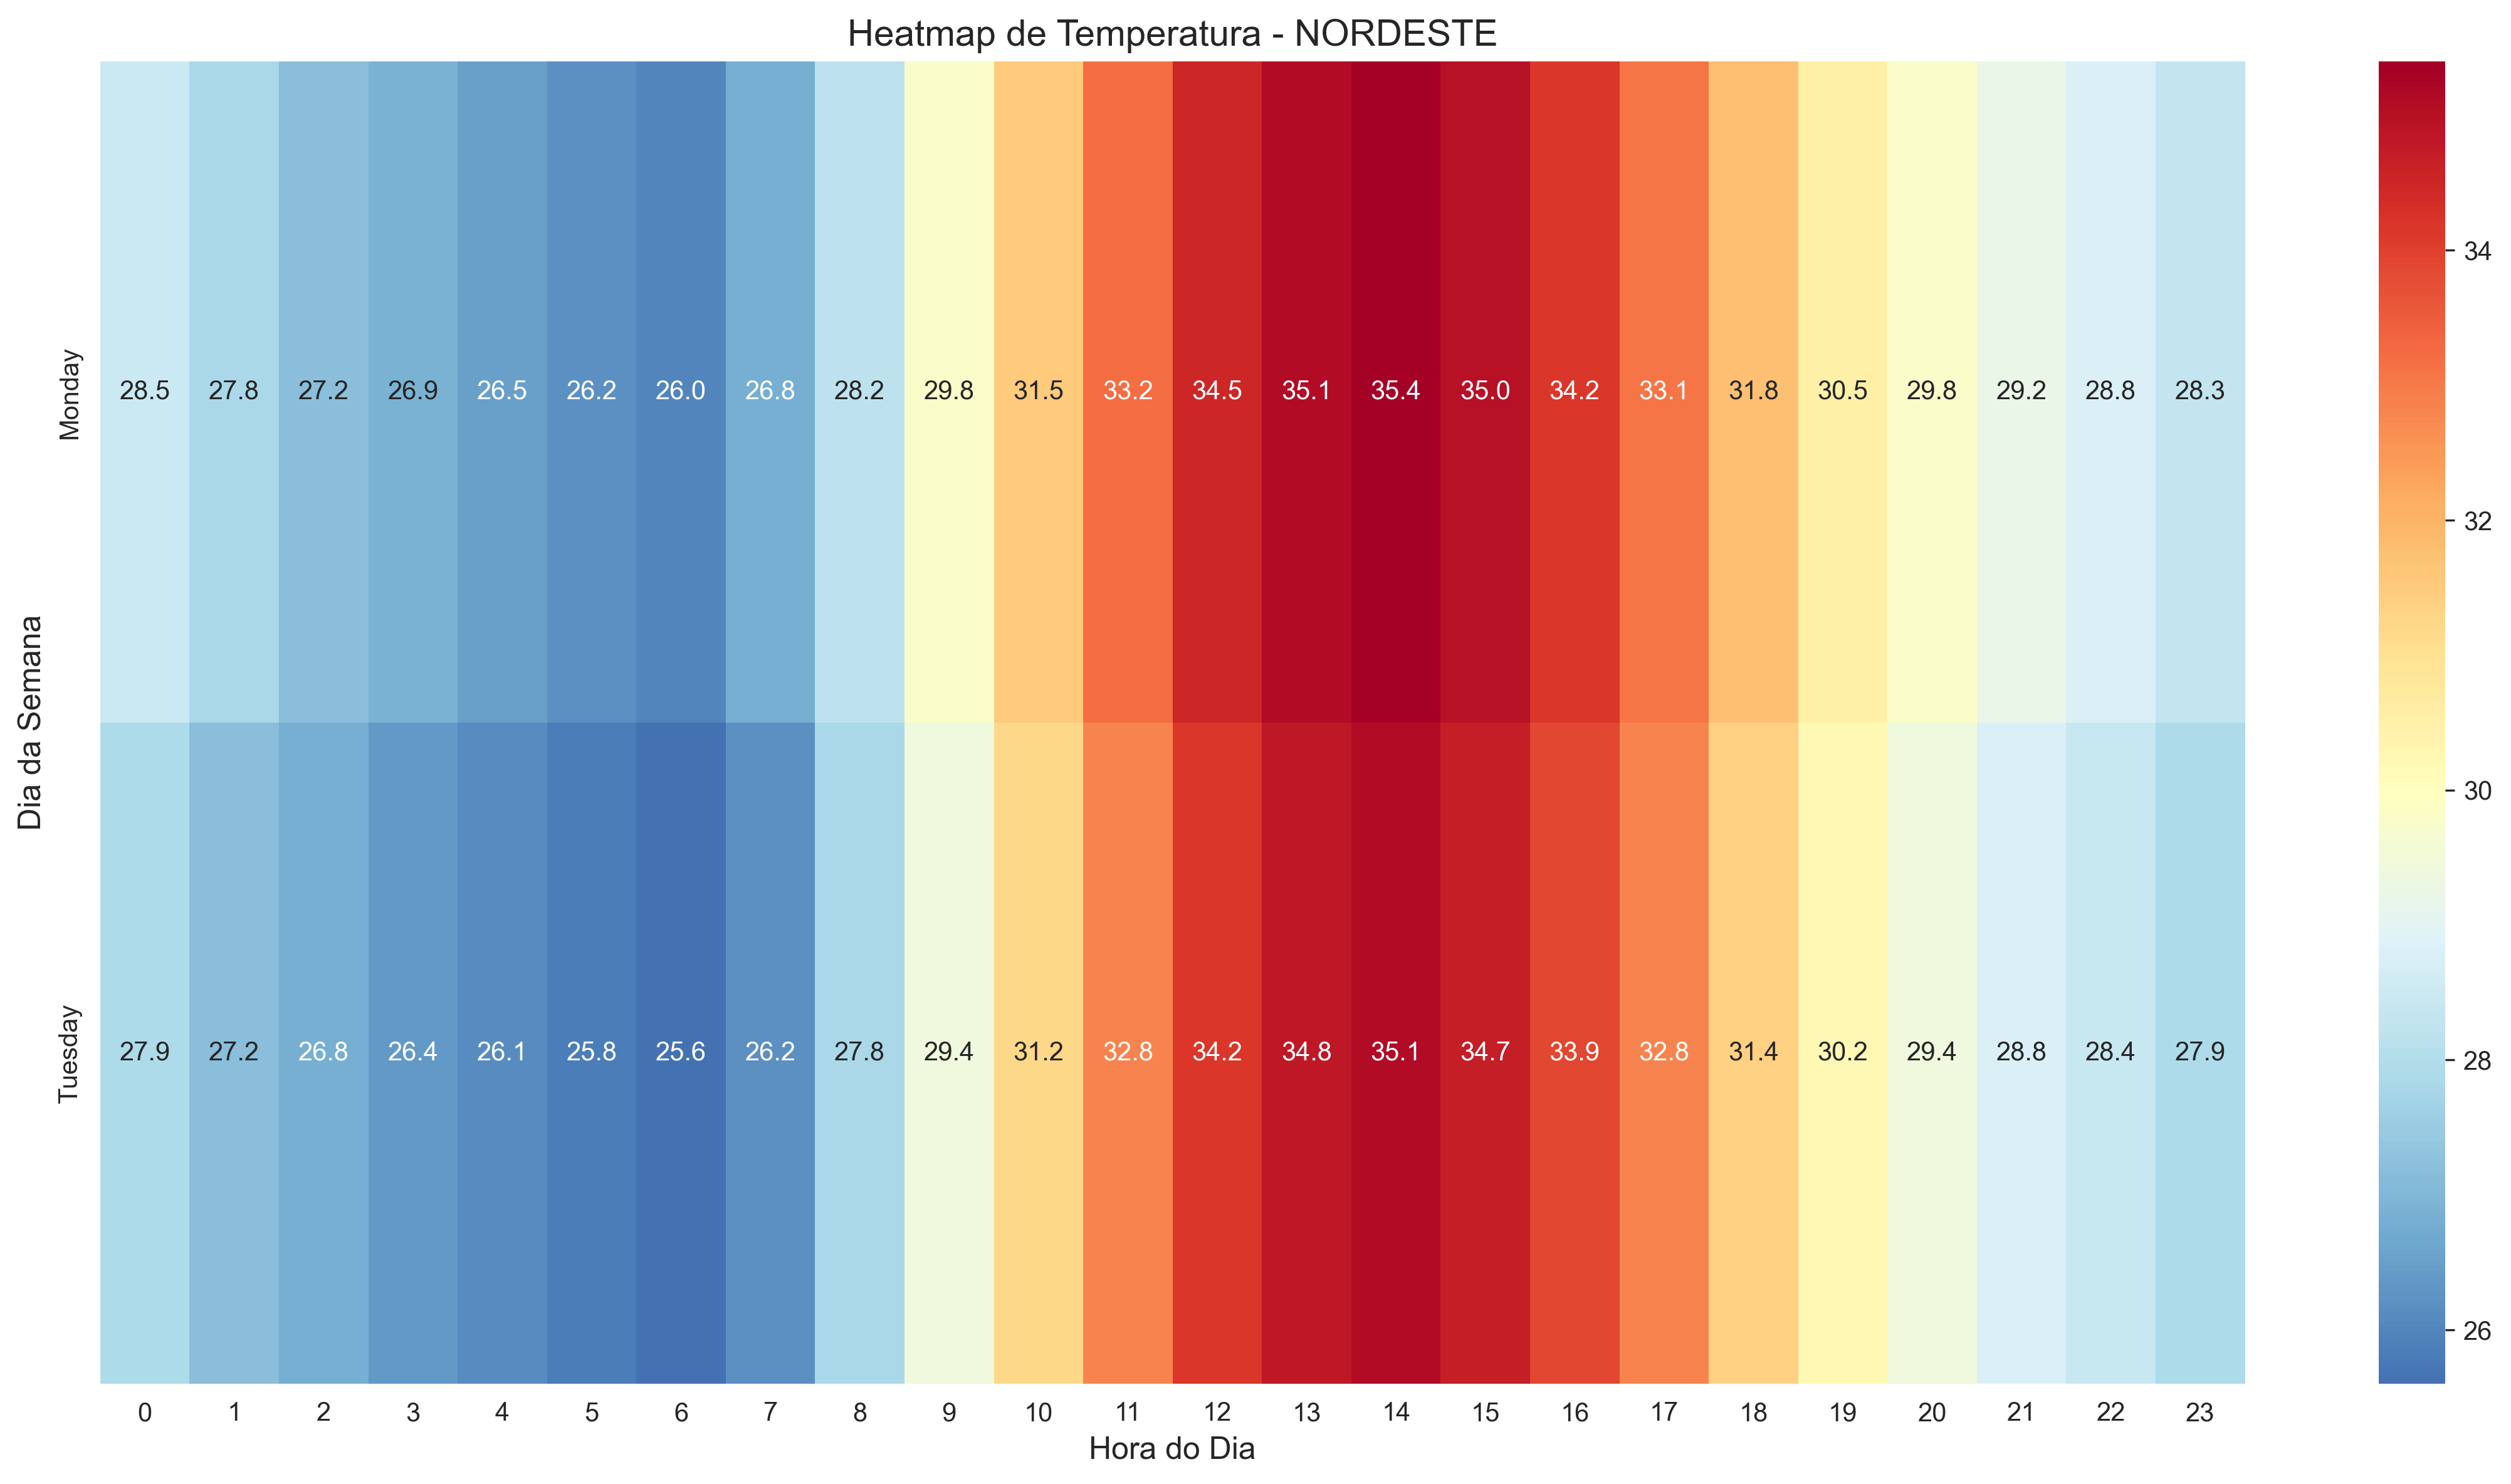 Heatmap de Temperatura - NORDESTE
Dia da Semana
Monday
28.5 27.8 27.2 26.9 26.5 26.2 26.0 26.8 28.2 29.8 31.5 33.2 34.5 35.1 35.4 35.0 34.2 33.1 31.8 30.5 29.8 29.2 28.8 28.3
Tuesday
27.9 27.2 26.8 26.4 26.1 25.8 25.6 26.2 27.8 29.4 31.2 32.8 34.2 34.8 35.1 34.7 33.9 32.8 31.4 30.2 29.4 28.8 28.4 27.9
0 1 2 3 4 5 6 7 8 9 10 11 12 13 14 15 16 17 18 19 20 21 22 23
Hora do Dia
34
32
30
28
26